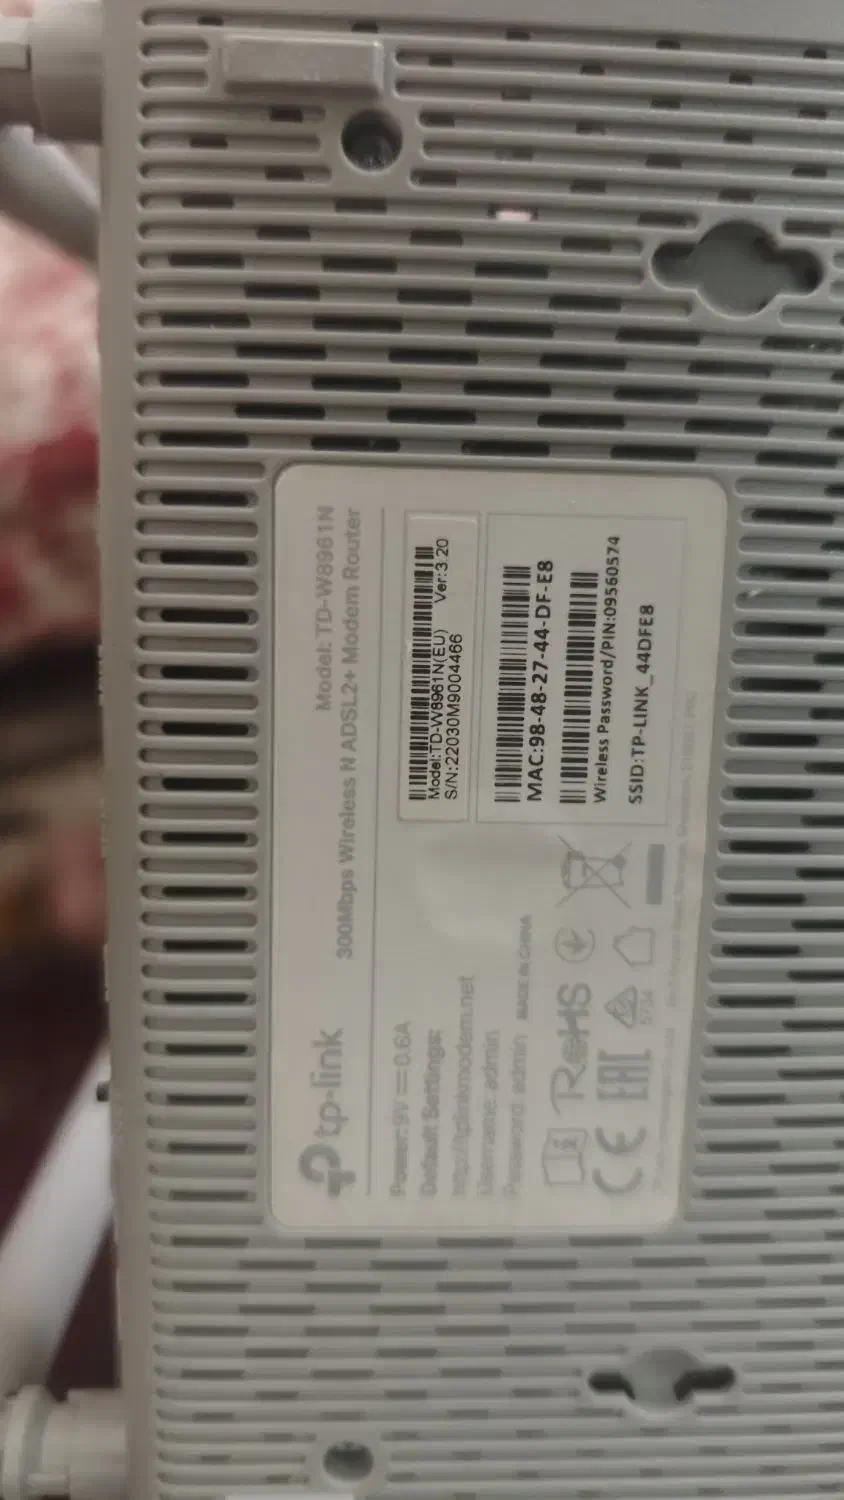 tp-link
Model: TD-W8961N
300Mbps Wireless N ADSL2+ Modem Router
Power: 9V 0.6A
Default Settings:
http://tplinkmodem.net
Username: admin
Password: admin
MADE IN CHINA
Model:TD-W8961N(EU) Ver:3.20
S/N:22030M9004466
MAC:98-48-27-44-DF-E8
Wireless Password/PIN:09560574
SSID:TP-LINK_44DFE8
RoHS
CE EAC